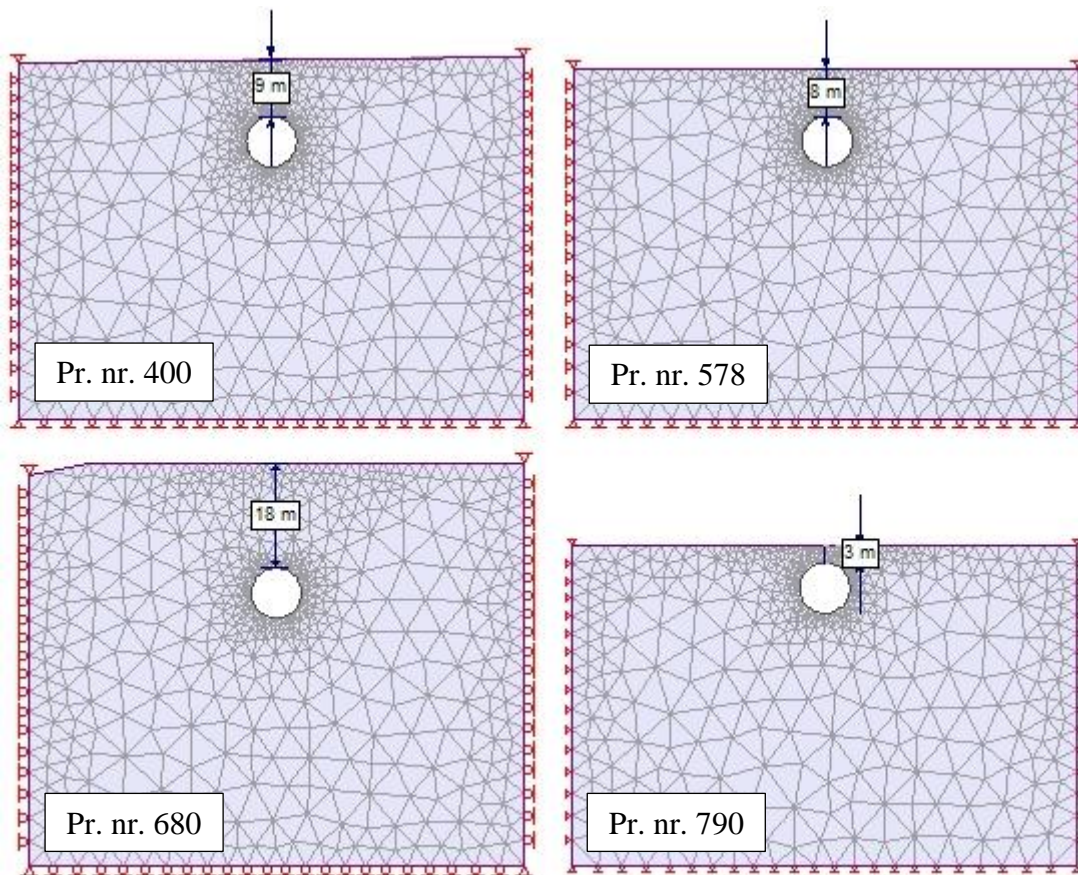 9 m
8 m
Pr. nr. 400
Pr. nr. 578
18 m
3 m
Pr. nr. 680
Pr. nr. 790